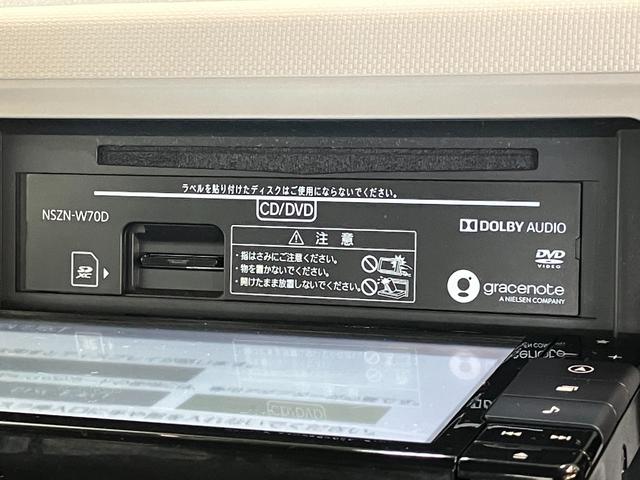 ラベルを貼り付けたディスクはご使用にならないでください。
CD/DVD
NSZN-W70D
SD
XC
注意
・指はさみにご注意ください。
・物を置かないでください。
・開けたまま放置しないでください。
DOLBY AUDIO
DVD
VIDEO
gracenote
A NIELSEN COMPANY